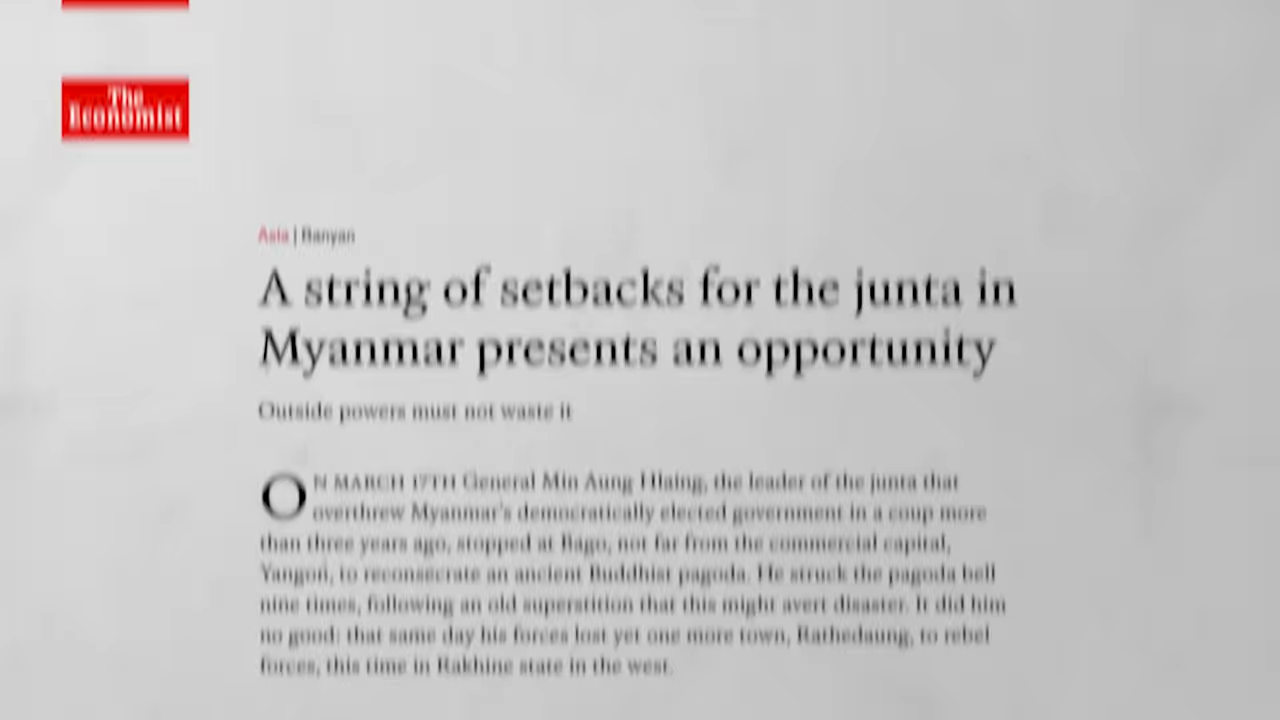 The
Economist
Asia | Banyan
A string of setbacks for the junta in
Myanmar presents an opportunity
Outside powers must not waste it
ON MARCH 17TH General Min Aung Hlaing, the leader of the junta that
overthrew Myanmar's democratically elected government in a coup more
than three years ago, stopped at Bago, not far from the commercial capital,
Yangon, to reconsecrate an ancient Buddhist pagoda. He struck the pagoda bell
nine times, following an old superstition that this might avert disaster. It did him
no good: that same day his forces lost yet one more town, Rathedaung, to rebel
forces, this time in Rakhine state in the west.